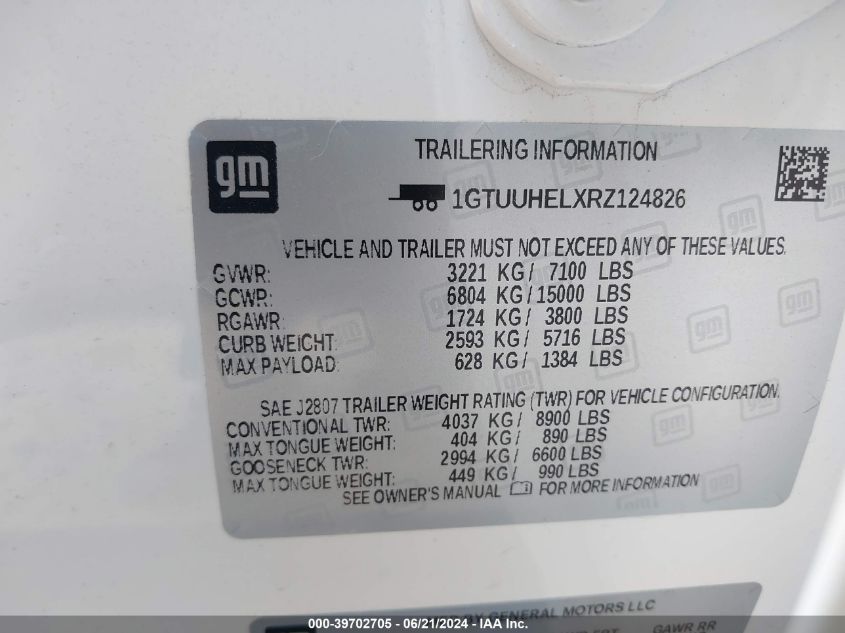 gm
TRAILERING INFORMATION
1GTUUHELXRZ124826
VEHICLE AND TRAILER MUST NOT EXCEED ANY OF THESE VALUES.
GVWR: 3221 KG/ 7100 LBS
GCWR: 6804 KG/15000 LBS
RGAWR: 1724 KG/ 3800 LBS
CURB WEIGHT: 2593 KG/ 5716 LBS
MAX PAYLOAD: 628 KG/ 1384 LBS
SAE J2807 TRAILER WEIGHT RATING (TWR) FOR VEHICLE CONFIGURATION.
CONVENTIONAL TWR: 4037 KG/ 8900 LBS
MAX TONGUE WEIGHT: 404 KG/ 890 LBS
GOOSENECK TWR: 2994 KG/ 6600 LBS
MAX TONGUE WEIGHT: 449 KG/ 990 LBS
SEE OWNER'S MANUAL FOR MORE INFORMATION
BY GENERAL MOTORS LLC
GAWR RR
000-39702705 - 06/21/2024 - IAA Inc.